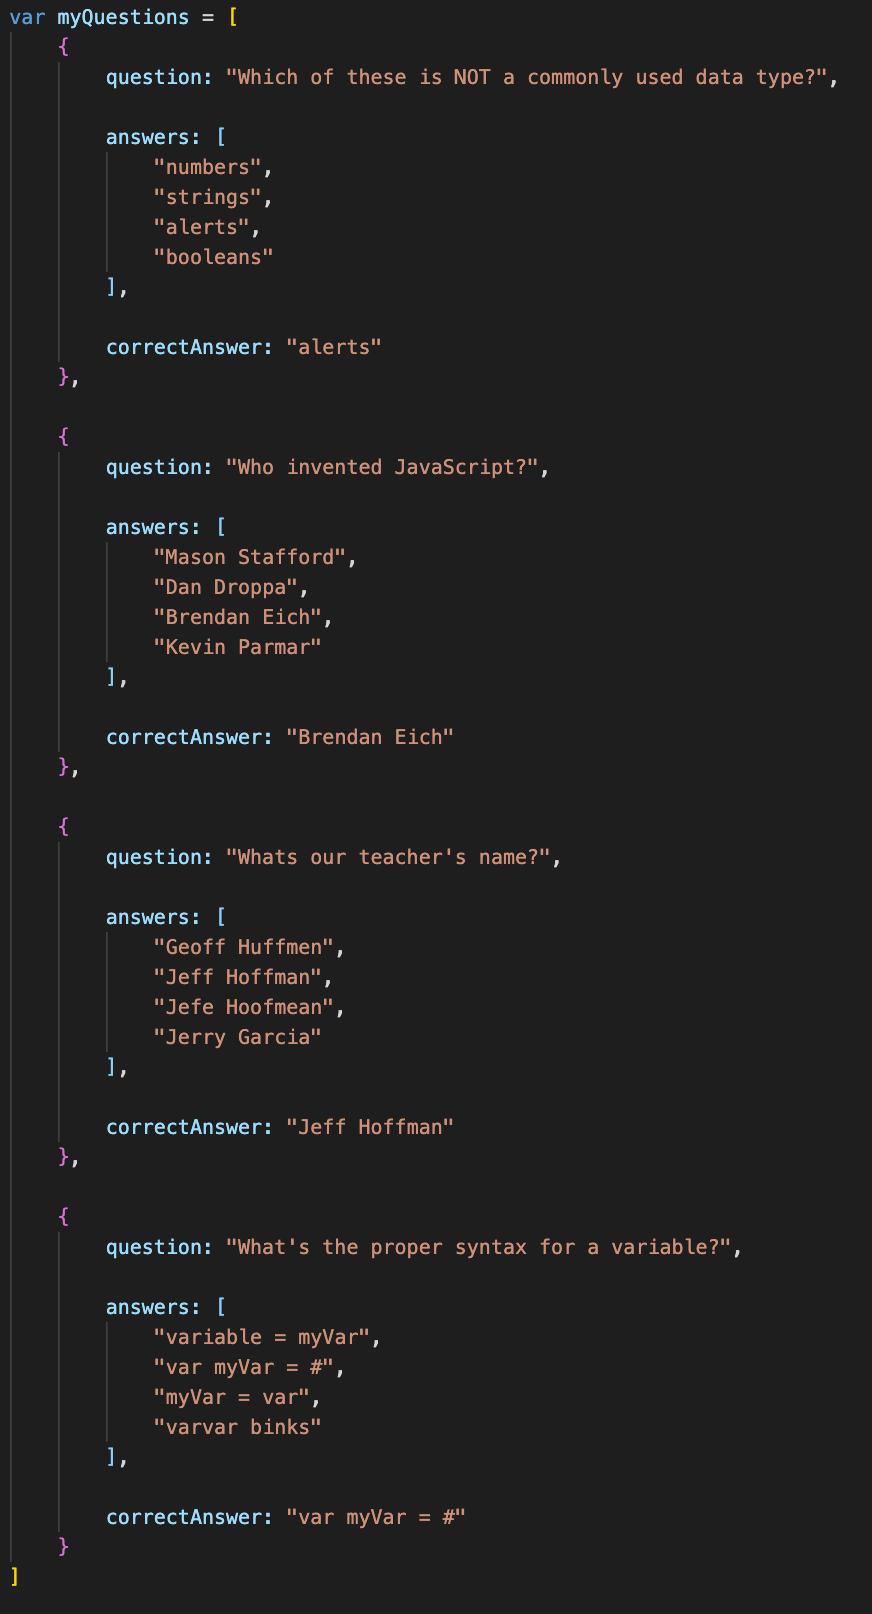 var myQuestions = [
{
question: "Which of these is NOT a commonly used data type?",
answers: [
"numbers",
"strings",
"alerts",
"booleans"
],
correctAnswer: "alerts"
},
{
question: "Who invented JavaScript?",
answers: [
"Mason Stafford",
"Dan Droppa",
"Brendan Eich",
"Kevin Parmar"
],
correctAnswer: "Brendan Eich"
},
{
question: "Whats our teacher's name?",
answers: [
"Geoff Huffmen",
"Jeff Hoffman",
"Jefe Hoofmean",
"Jerry Garcia"
],
correctAnswer: "Jeff Hoffman"
},
{
question: "What's the proper syntax for a variable?",
answers: [
"variable = myVar",
"var myVar = #",
"myVar = var",
"varvar binks"
],
correctAnswer: "var myVar = #"
}
]